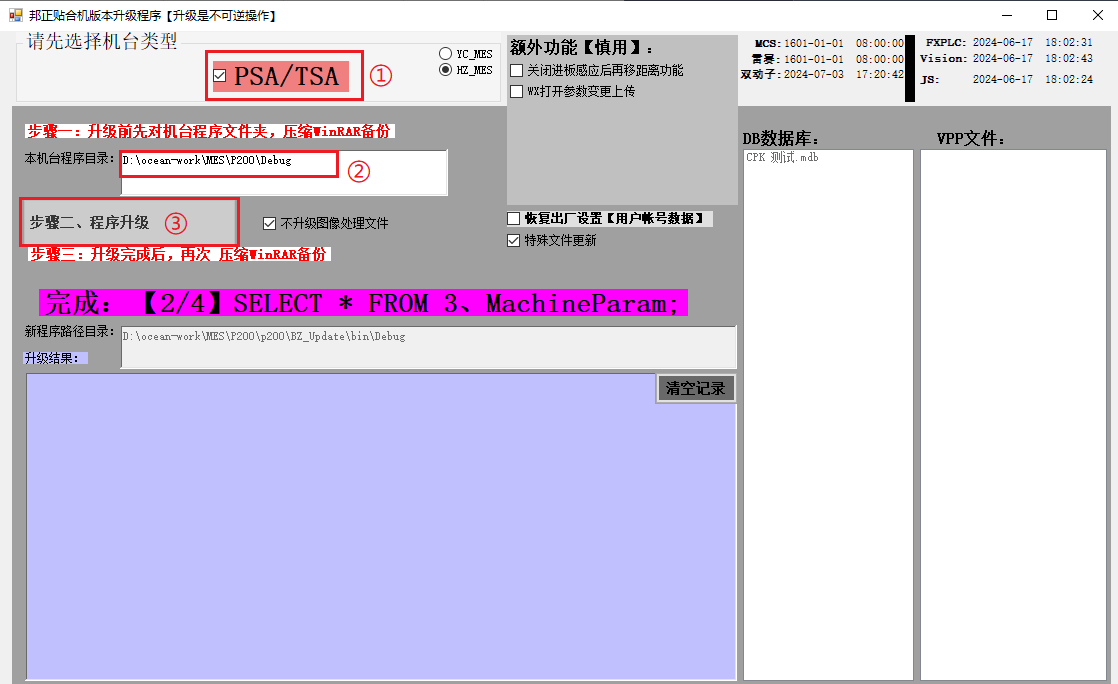 邦正贴合机版本升级程序【升级是不可逆操作】
请先选择机台类型
PSA/TSA
①
YC_MES
HZ_MES
额外功能【慎用】：
关闭进板感应后再移距离功能
WX打开参数变更上传
MCS: 1601-01-01 08:00:00
雷赛: 1601-01-01 08:00:00
双动子: 2024-07-03 17:20:42
FXPLC: 2024-06-17 18:02:31
Vision: 2024-06-17 18:02:43
JS: 2024-06-17 18:02:24
步骤一：升级前先对机台程序文件夹，压缩WinRAR备份
本机台程序目录：
D:\ocean-work\MES\P200\Debug
②
步骤二、程序升级
③
不升级图像处理文件
恢复出厂设置【用户帐号数据】
特殊文件更新
步骤三：升级完成后，再次 压缩WinRAR备份
完成：【2/4】SELECT * FROM 3、MachineParam;
新程序路径目录：
D:\ocean-work\MES\P200\p200\BZ_Update\bin\Debug
升级结果：
清空记录
DB数据库：
CPK 测试.mdb
VPP文件：